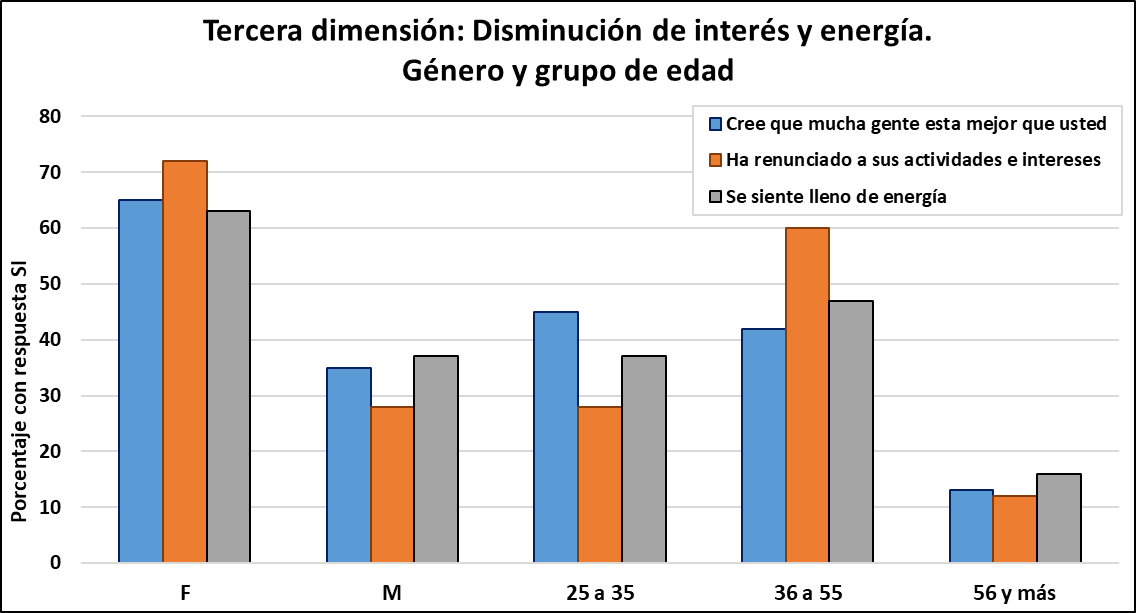 Tercera dimensión: Disminución de interés y energía.
Género y grupo de edad
Cree que mucha gente esta mejor que usted
Ha renunciado a sus actividades e intereses
Se siente lleno de energía
Porcentaje con respuesta SI
80
70
60
50
40
30
20
10
0
F
M
25 a 35
36 a 55
56 y más